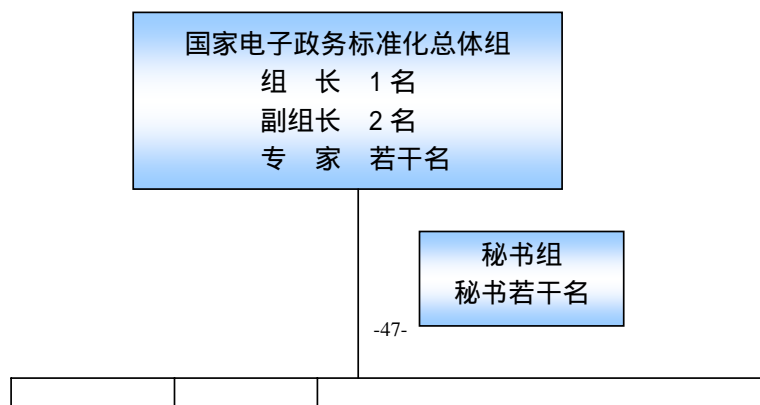 国家电子政务标准化总体组
组　长　1名
副组长　2名
专　家　若干名
秘书组
秘书若干名
-47-